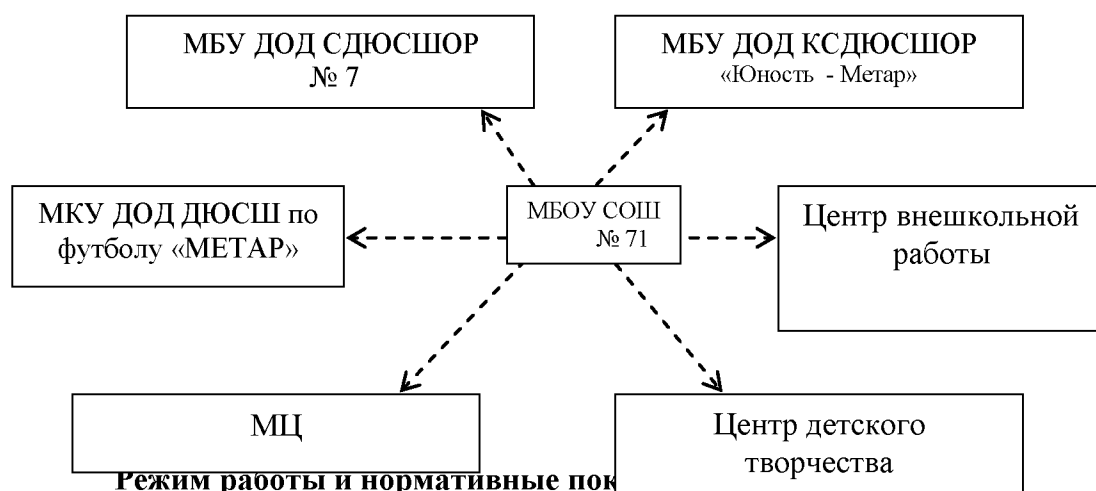 МБУ ДОД СДЮСШОР
№ 7
МБУ ДОД КСДЮСШОР
«Юность - Метар»
МКУ ДОД ДЮСШ по
футболу «МЕТАР»
МБОУ СОШ
№ 71
Центр внешкольной
работы
МЦ
Центр детского
творчества
Режим работы и нормативные